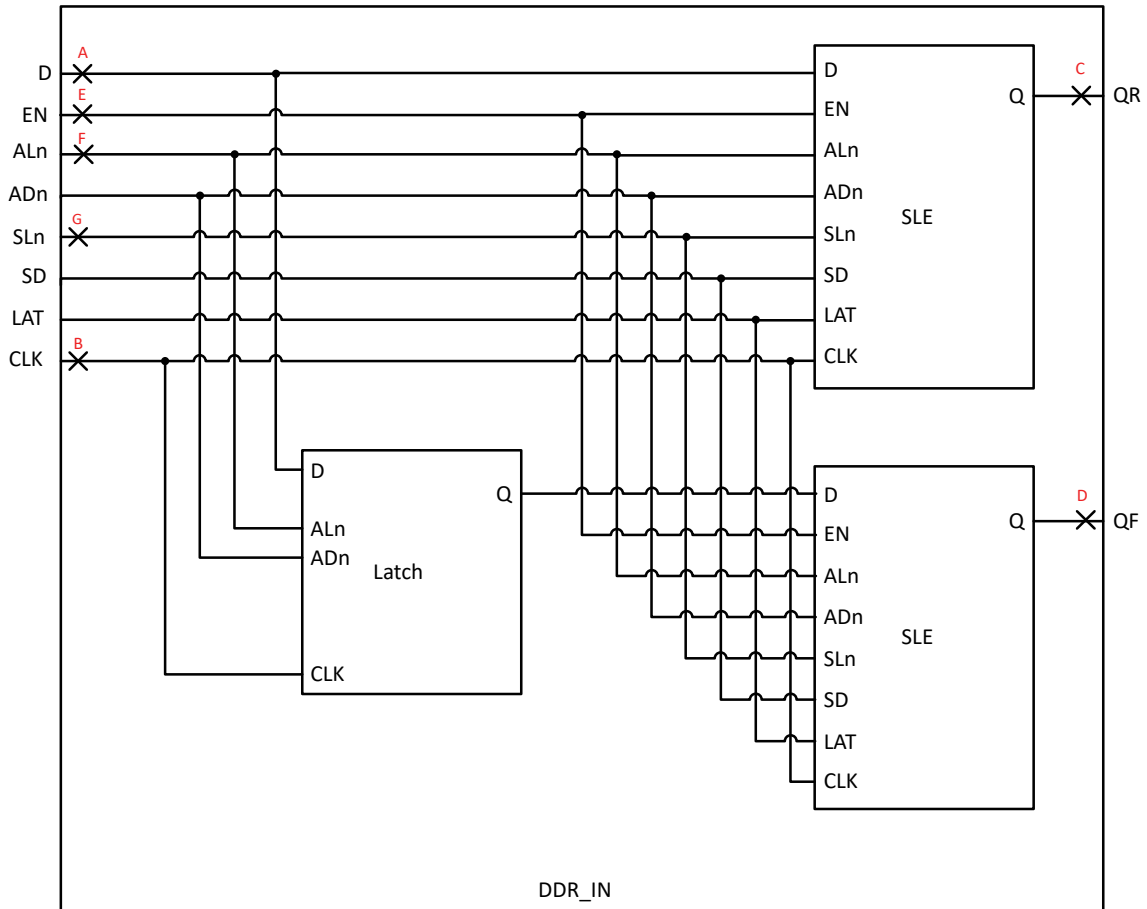 A
D
D
C
E
Q
QR
EN
EN
F
ALn
ALn
ADn
ADn
G
SLE
SLn
SLn
SD
SD
LAT
LAT
B
CLK
CLK
D
Q
D
D
Q
QF
ALn
EN
ADn
Latch
ALn
ADn
SLE
SLn
CLK
SD
LAT
CLK
DDR_IN